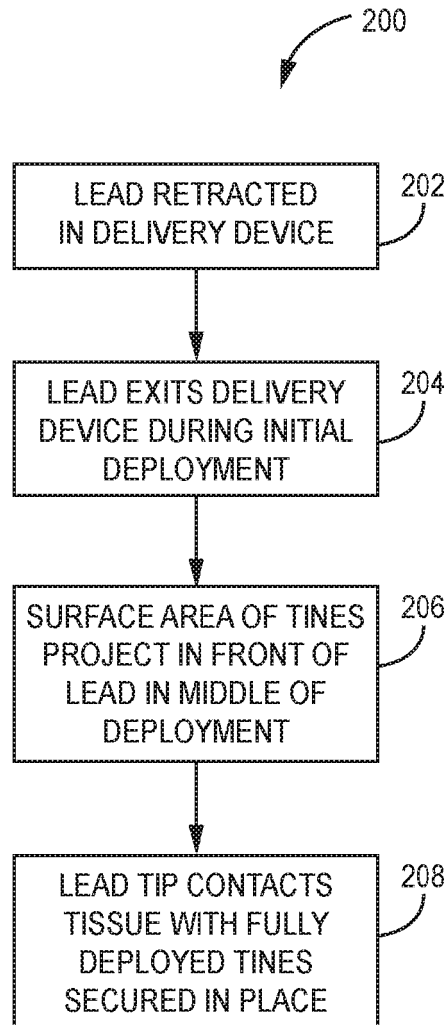 200
LEAD RETRACTED
IN DELIVERY DEVICE
202
LEAD EXITS DELIVERY
DEVICE DURING INITIAL
DEPLOYMENT
204
SURFACE AREA OF TINES
PROJECT IN FRONT OF
LEAD IN MIDDLE OF
DEPLOYMENT
206
LEAD TIP CONTACTS
TISSUE WITH FULLY
DEPLOYED TINES
SECURED IN PLACE
208